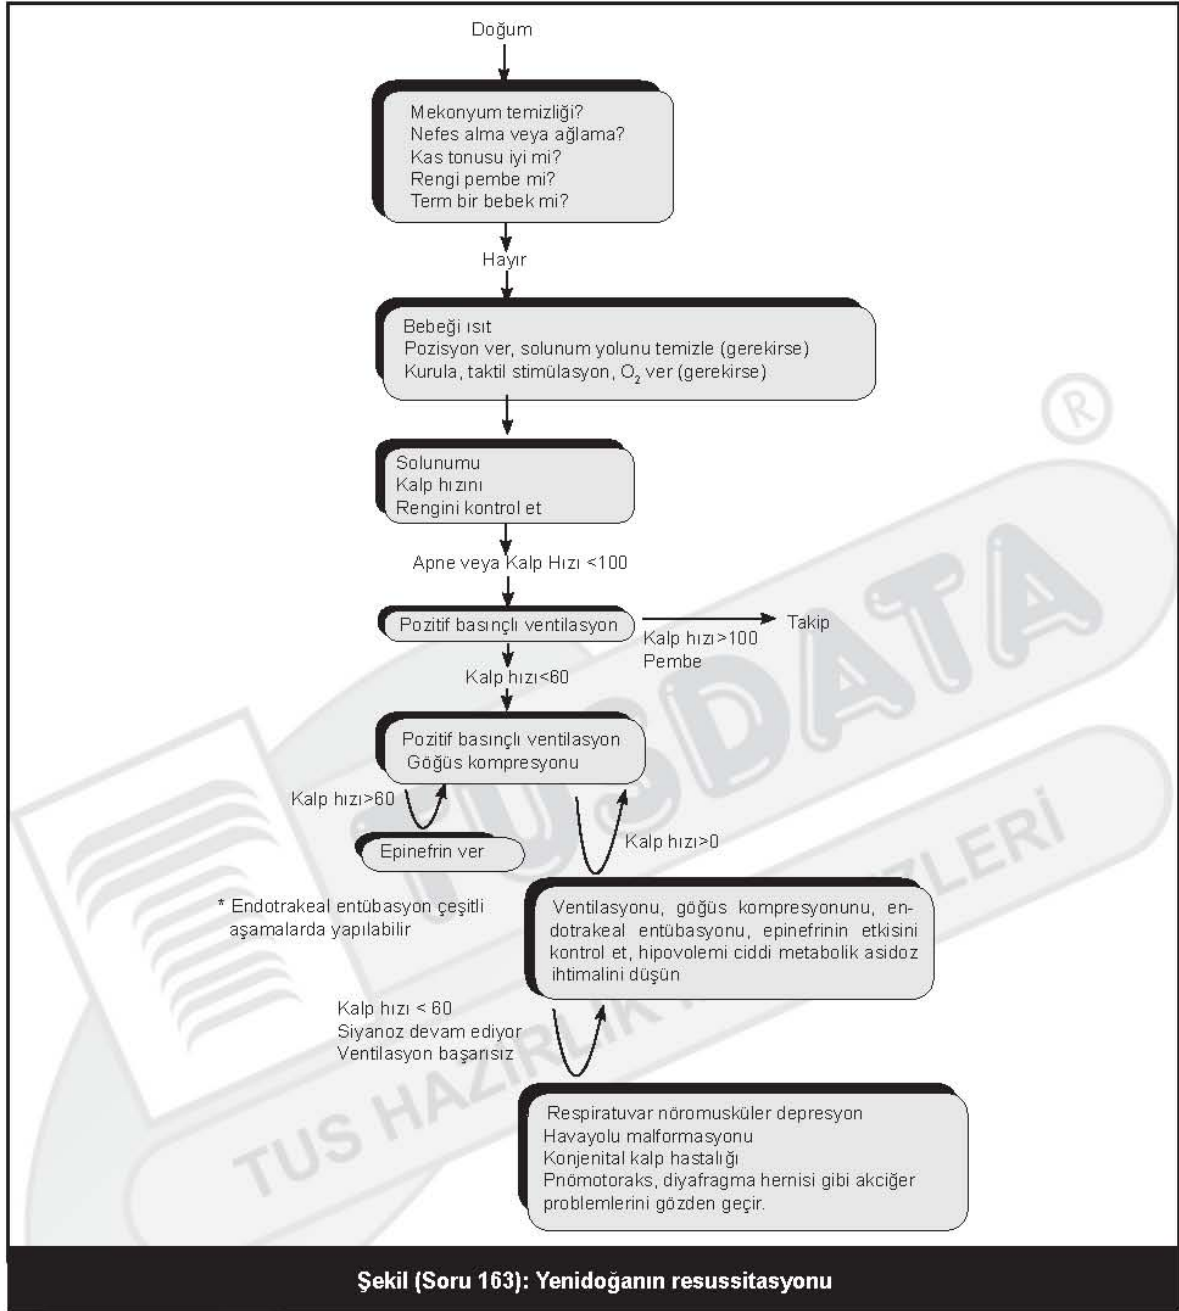 Doğum
Mekonyum temizliği?
Nefes alma veya ağlama?
Kas tonusu iyi mi?
Rengi pembe mi?
Term bir bebek mi?
Hayır
Bebeği ısıt
Pozisyon ver, solunum yolunu temizle (gerekirse)
Kurula, taktil stimülasyon, O2 ver (gerekirse)
Solunumu
Kalp hızını
Rengini kontrol et
Apne veya Kalp Hızı <100
Pozitif basınçlı ventilasyon
Kalp hızı>100
Pembe
Takip
Kalp hızı<60
Pozitif basınçlı ventilasyon
Göğüs kompresyonu
Kalp hızı>60
Epinefrin ver
Kalp hızı>0
* Endotrakeal entübasyon çeşitli
aşamalarda yapılabilir
Ventilasyonu, göğüs kompresyonunu, en-
dotrakeal entübasyonu, epinefrinin etkisini
kontrol et, hipovolemi ciddi metabolik asidoz
ihtimalini düşün
Kalp hızı < 60
Siyanoz devam ediyor
Ventilasyon başarısız
Respiratuvar nöromusküler depresyon
Havayolu malformasyonu
Konjenital kalp hastalığı
Pnömotoraks, diyafragma hernisi gibi akciğer
problemlerini gözden geçir.
Şekil (Soru 163): Yenidoğanın resussitasyonu
®
TUSDATA
TUS HAZIRLIK